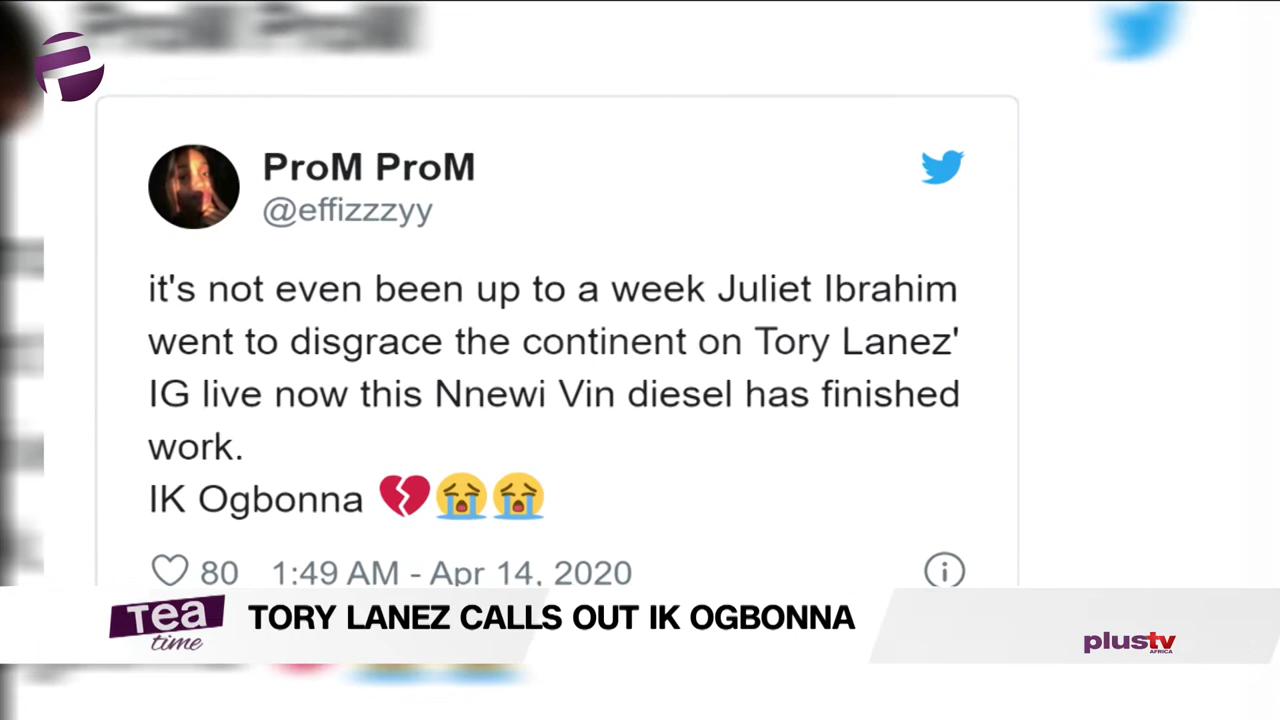 ProM ProM
@effizzzyy
it's not even been up to a week Juliet Ibrahim
went to disgrace the continent on Tory Lanez'
IG live now this Nnewi Vin diesel has finished
work.
IK Ogbonna 💔😭😭
80 1:49 AM - Apr 14, 2020
Tea
time
TORY LANEZ CALLS OUT IK OGBONNA
plustv
AFRICA